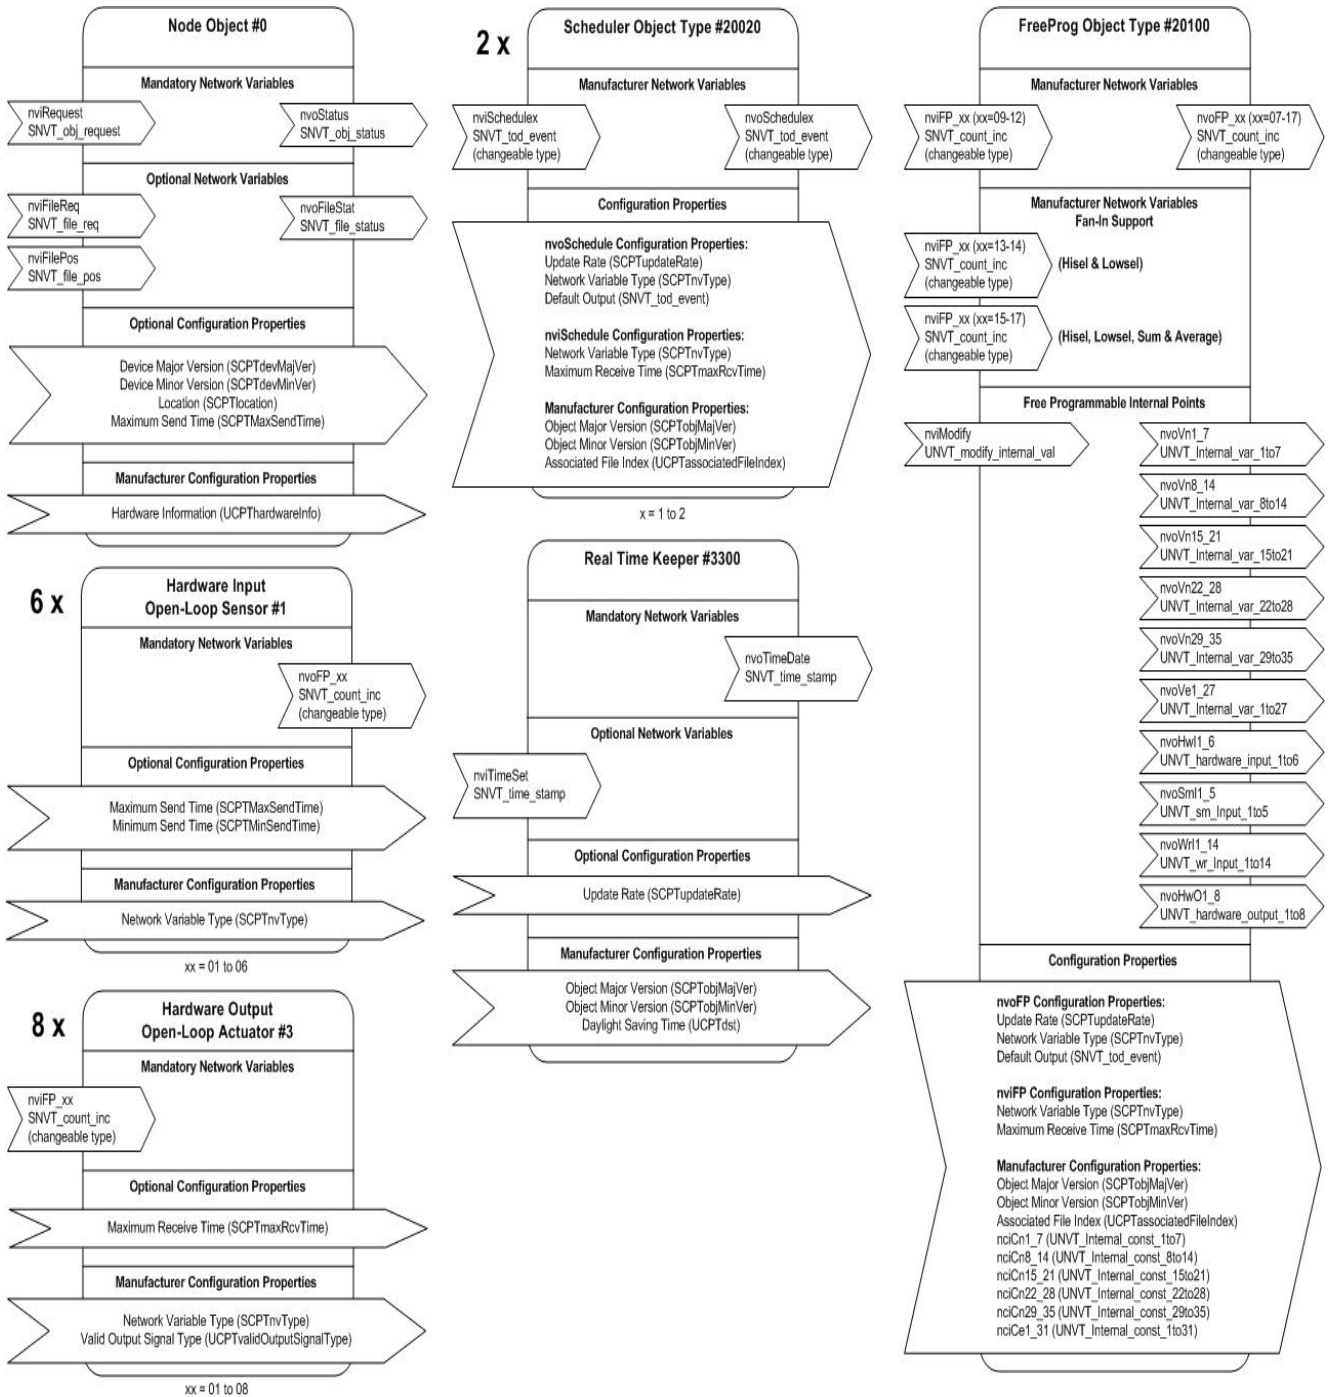 Node Object #0
Mandatory Network Variables
nviRequest
SNVT_obj_request
nvoStatus
SNVT_obj_status
Optional Network Variables
nviFileReq
SNVT_file_req
nvoFileStat
SNVT_file_status
nviFilePos
SNVT_file_pos
Optional Configuration Properties
Device Major Version (SCPTdevMajVer)
Device Minor Version (SCPTdevMinVer)
Location (SCPTlocation)
Maximum Send Time (SCPTMaxSendTime)
Manufacturer Configuration Properties
Hardware Information (UCPThardwareInfo)
6 x
Hardware Input
Open-Loop Sensor #1
Mandatory Network Variables
nvoFP_xx
SNVT_count_inc
(changeable type)
Optional Configuration Properties
Maximum Send Time (SCPTMaxSendTime)
Minimum Send Time (SCPTMinSendTime)
Manufacturer Configuration Properties
Network Variable Type (SCPTnvType)
xx = 01 to 06
8 x
Hardware Output
Open-Loop Actuator #3
Mandatory Network Variables
nviFP_xx
SNVT_count_inc
(changeable type)
Optional Configuration Properties
Maximum Receive Time (SCPTmaxRcvTime)
Manufacturer Configuration Properties
Network Variable Type (SCPTnvType)
Valid Output Signal Type (UCPTvalidOutputSignalType)
xx = 01 to 08
2 x
Scheduler Object Type #20020
Manufacturer Network Variables
nviSchedulex
SNVT_tod_event
(changeable type)
nvoSchedulex
SNVT_tod_event
(changeable type)
Configuration Properties
nvoSchedule Configuration Properties:
Update Rate (SCPTupdateRate)
Network Variable Type (SCPTnvType)
Default Output (SNVT_tod_event)
nviSchedule Configuration Properties:
Network Variable Type (SCPTnvType)
Maximum Receive Time (SCPTmaxRcvTime)
Manufacturer Configuration Properties:
Object Major Version (SCPTobjMajVer)
Object Minor Version (SCPTobjMinVer)
Associated File Index (UCPTassociatedFileIndex)
x = 1 to 2
Real Time Keeper #3300
Mandatory Network Variables
nvoTimeDate
SNVT_time_stamp
Optional Network Variables
nviTimeSet
SNVT_time_stamp
Optional Configuration Properties
Update Rate (SCPTupdateRate)
Manufacturer Configuration Properties
Object Major Version (SCPTobjMajVer)
Object Minor Version (SCPTobjMinVer)
Daylight Saving Time (UCPTdst)
FreeProg Object Type #20100
Manufacturer Network Variables
nviFP_xx (xx=09-12)
SNVT_count_inc
(changeable type)
nvoFP_xx (xx=07-17)
SNVT_count_inc
(changeable type)
Manufacturer Network Variables
Fan-In Support
nviFP_xx (xx=13-14)
SNVT_count_inc
(changeable type)
(Hisel & Lowsel)
nviFP_xx (xx=15-17)
SNVT_count_inc
(changeable type)
(Hisel, Lowsel, Sum & Average)
Free Programmable Internal Points
nviModify
UNVT_modify_internal_val
nvoVn1_7
UNVT_Internal_var_1to7
nvoVn8_14
UNVT_Internal_var_8to14
nvoVn15_21
UNVT_Internal_var_15to21
nvoVn22_28
UNVT_Internal_var_22to28
nvoVn29_35
UNVT_Internal_var_29to35
nvoVe1_27
UNVT_Internal_var_1to27
nvoHwI1_6
UNVT_hardware_input_1to6
nvoSmI1_5
UNVT_sm_Input_1to5
nvoWrI1_14
UNVT_wr_Input_1to14
nvoHwO1_8
UNVT_hardware_output_1to8
Configuration Properties
nvoFP Configuration Properties:
Update Rate (SCPTupdateRate)
Network Variable Type (SCPTnvType)
Default Output (SNVT_tod_event)
nviFP Configuration Properties:
Network Variable Type (SCPTnvType)
Maximum Receive Time (SCPTmaxRcvTime)
Manufacturer Configuration Properties:
Object Major Version (SCPTobjMajVer)
Object Minor Version (SCPTobjMinVer)
Associated File Index (UCPTassociatedFileIndex)
nciCn1_7 (UNVT_Internal_const_1to7)
nciCn8_14 (UNVT_Internal_const_8to14)
nciCn15_21 (UNVT_Internal_const_15to21)
nciCn22_28 (UNVT_Internal_const_22to28)
nciCn29_35 (UNVT_Internal_const_29to35)
nciCe1_31 (UNVT_Internal_const_1to31)